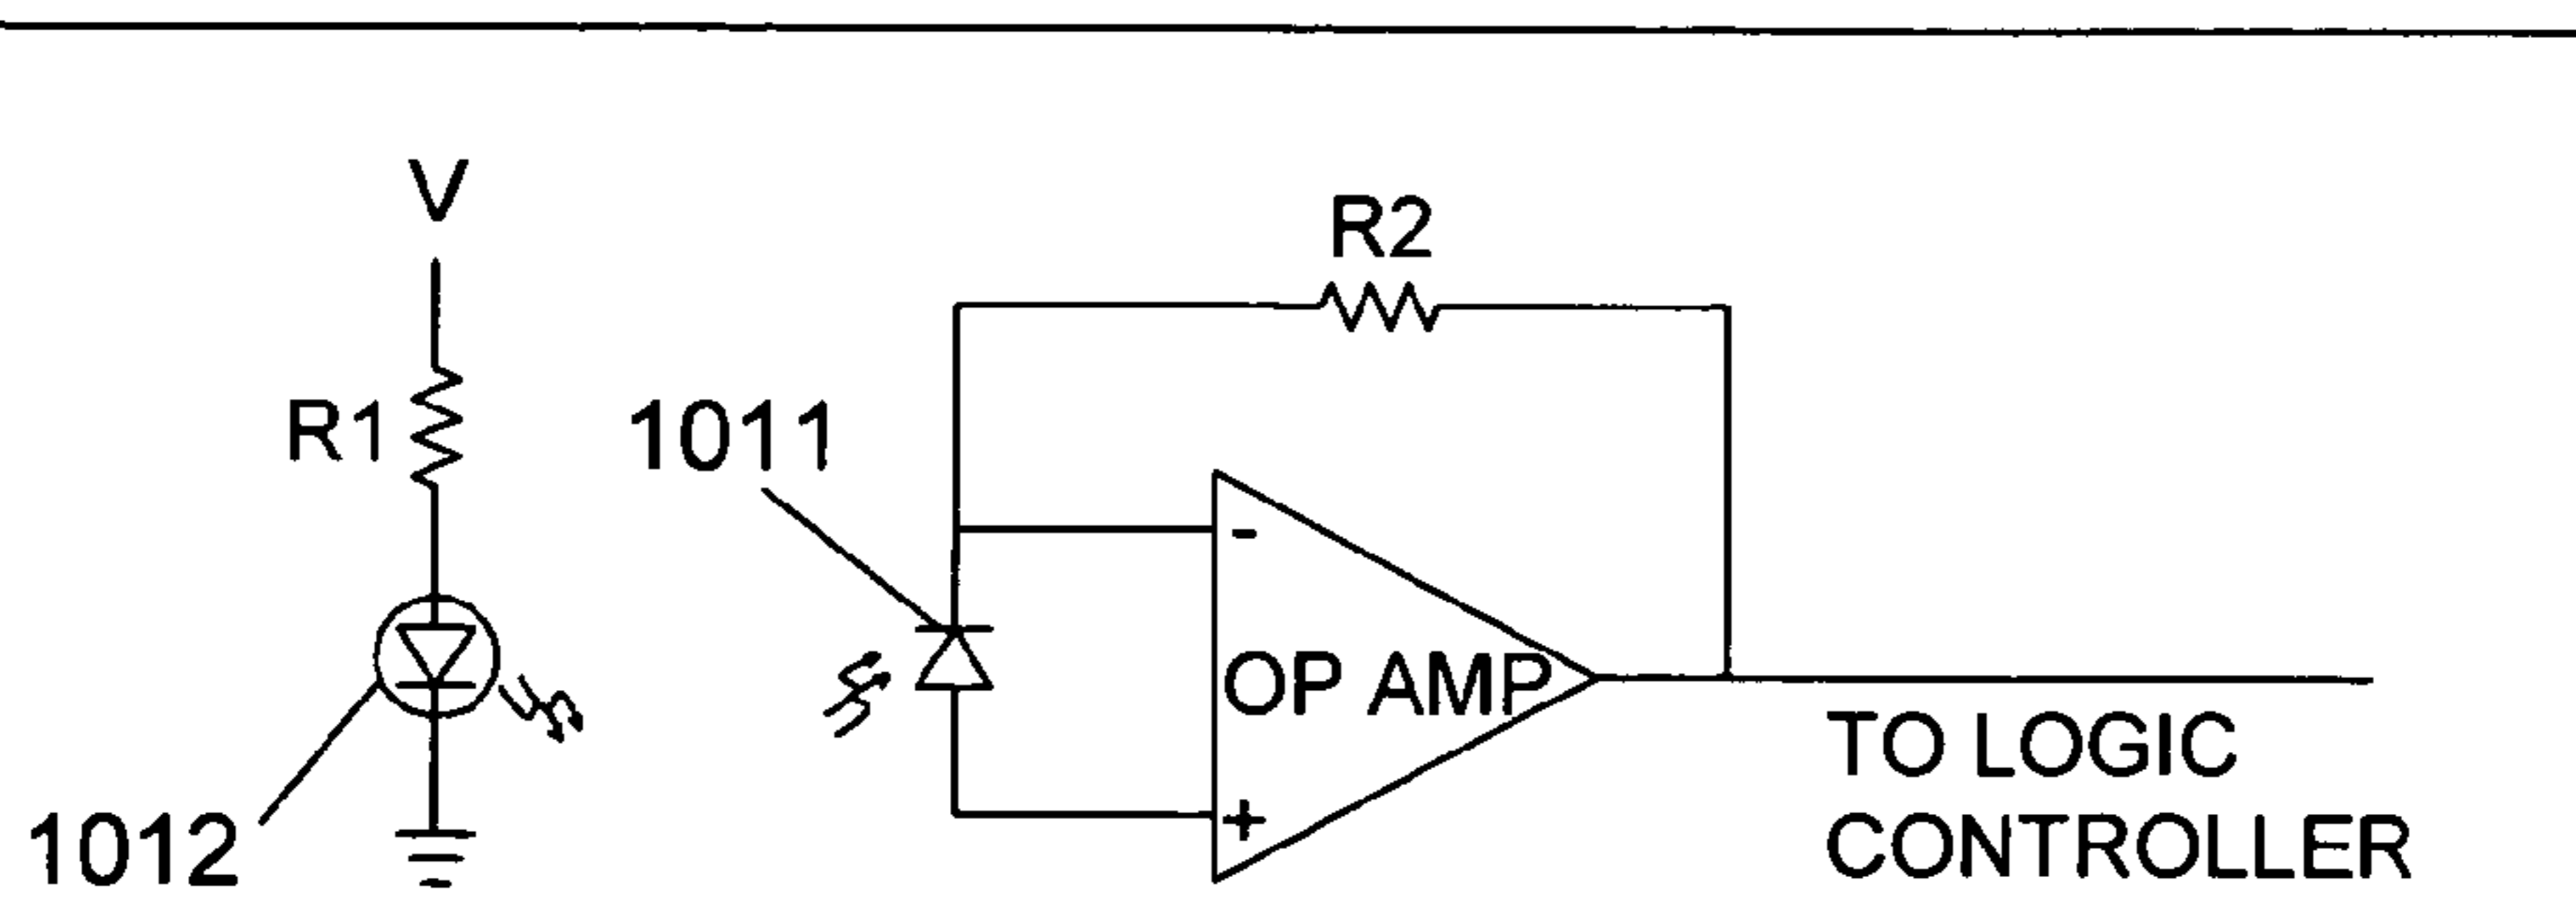 V
R2
R1
1011
-
OP AMP
+
1012
TO LOGIC
CONTROLLER